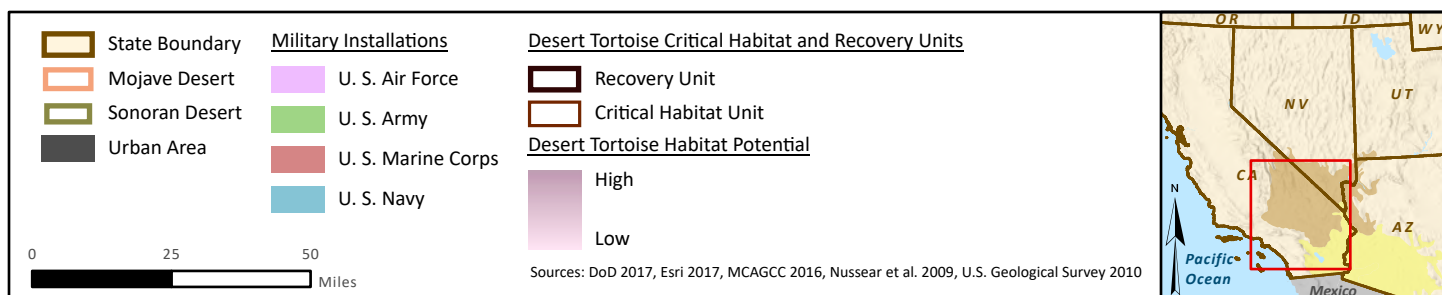 State Boundary
Mojave Desert
Sonoran Desert
Urban Area
Military Installations
U. S. Air Force
U. S. Army
U. S. Marine Corps
U. S. Navy
Desert Tortoise Critical Habitat and Recovery Units
Recovery Unit
Critical Habitat Unit
Desert Tortoise Habitat Potential
High
Low
0 25 50
Miles
Sources: DoD 2017, Esri 2017, MCAGCC 2016, Nussear et al. 2009, U.S. Geological Survey 2010
OR ID
WY
NV
UT
CA
N
AZ
Pacific
Ocean
Mexico